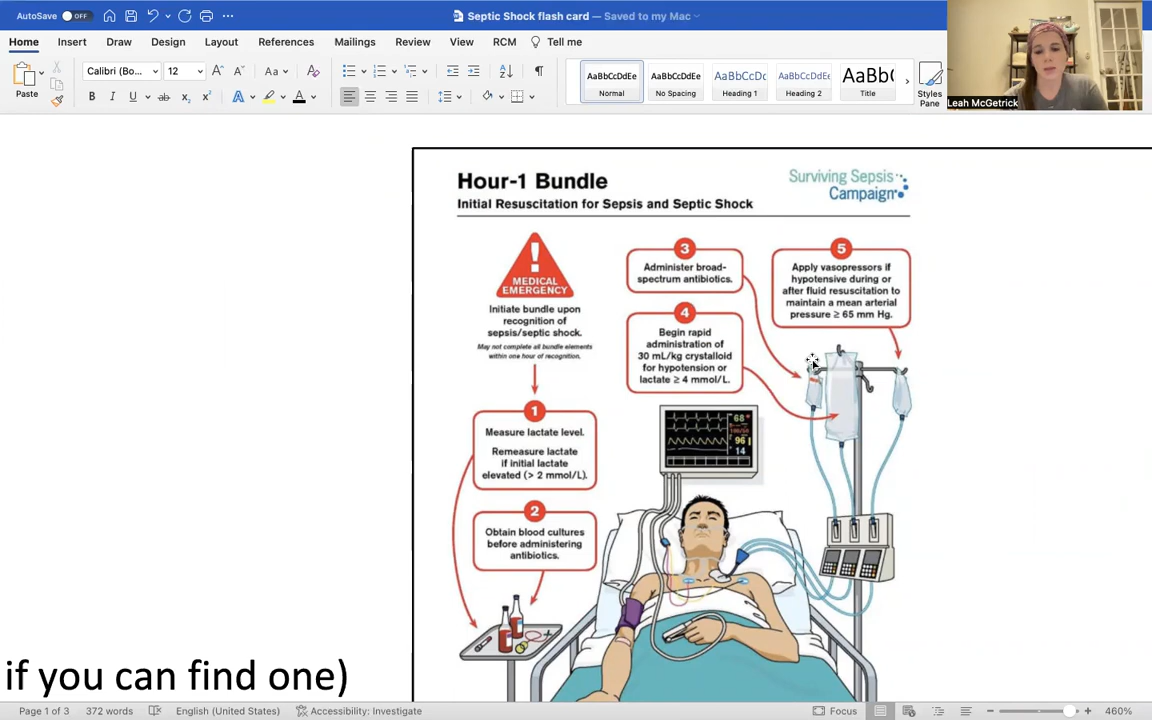 AutoSave OFF
Septic Shock flash card — Saved to my Mac
Home Insert Draw Design Layout References Mailings Review View RCM Tell me
Paste
Calibri (Bo... 12
AaBbCcDdEe
Normal
AaBbCcDdEe
No Spacing
AaBbCcDc
Heading 1
AaBbCcDdEe
Heading 2
AaBb(
Title
Styles
Pane
Leah McGetrick
Hour-1 Bundle
Initial Resuscitation for Sepsis and Septic Shock
Surviving Sepsis
Campaign
!
MEDICAL
EMERGENCY
Initiate bundle upon
recognition of
sepsis/septic shock.
May not complete all bundle elements
within one hour of recognition.
1
Measure lactate level.
Remeasure lactate
if initial lactate
elevated (> 2 mmol/L).
2
Obtain blood cultures
before administering
antibiotics.
3
Administer broad-
spectrum antibiotics.
4
Begin rapid
administration of
30 mL/kg crystalloid
for hypotension or
lactate ≥ 4 mmol/L.
5
Apply vasopressors if
hypotensive during or
after fluid resuscitation to
maintain a mean arterial
pressure ≥ 65 mm Hg.
68
96
14
if you can find one)
Page 1 of 3 372 words English (United States) Accessibility: Investigate Focus 460%